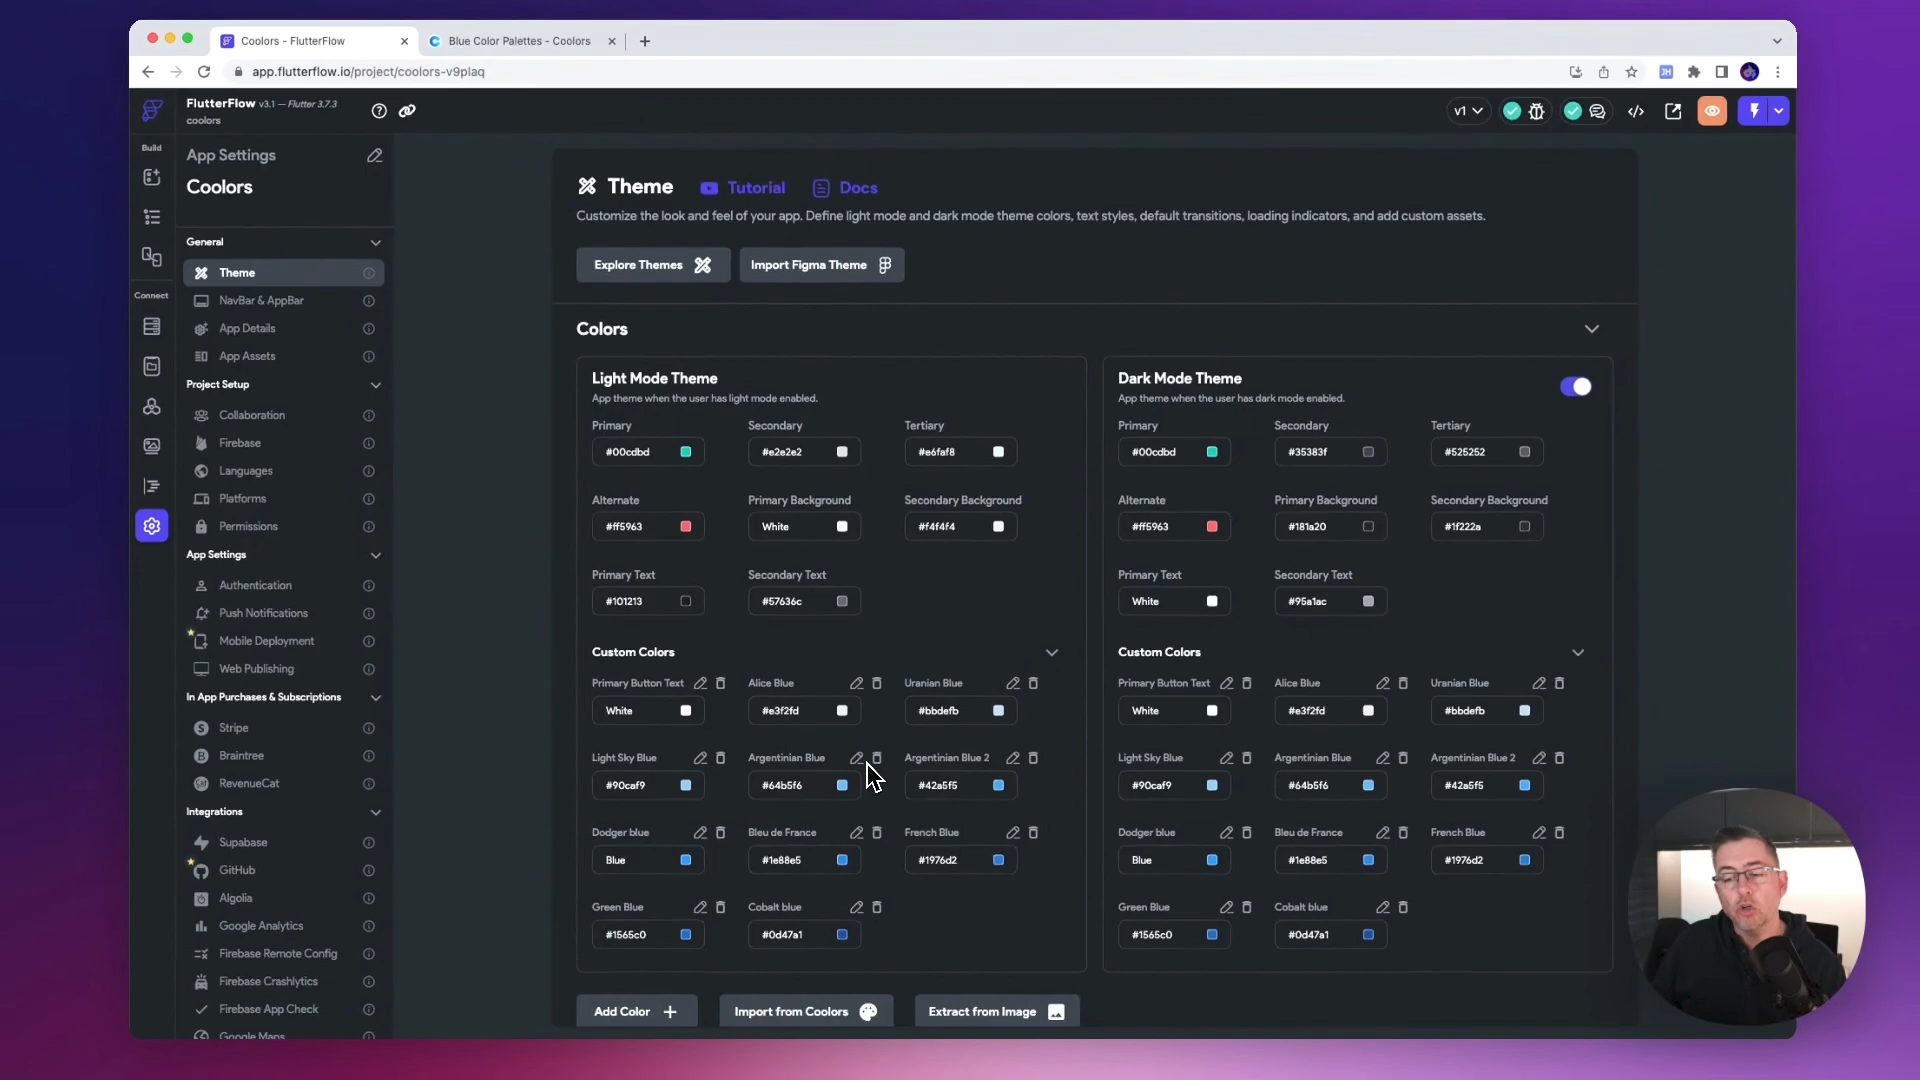 Coolors - FlutterFlow
Blue Color Palettes - Coolors
app.flutterflow.io/project/coolors-v9plaq
FlutterFlow v3.1 — Flutter 3.7.3
coolors
v1
Build
Connect
App Settings
Coolors
General
Theme
NavBar & AppBar
App Details
App Assets
Project Setup
Collaboration
Firebase
Languages
Platforms
Permissions
App Settings
Authentication
Push Notifications
Mobile Deployment
Web Publishing
In App Purchases & Subscriptions
Stripe
Braintree
RevenueCat
Integrations
Supabase
GitHub
Algolia
Google Analytics
Firebase Remote Config
Firebase Crashlytics
Firebase App Check
Google Maps
Theme Tutorial Docs
Customize the look and feel of your app. Define light mode and dark mode theme colors, text styles, default transitions, loading indicators, and add custom assets.
Explore Themes Import Figma Theme
Colors
Light Mode Theme
App theme when the user has light mode enabled.
Primary Secondary Tertiary
#00cdbd #e2e2e2 #e6faf8
Alternate Primary Background Secondary Background
#ff5963 White #f4f4f4
Primary Text Secondary Text
#101213 #57636c
Custom Colors
Primary Button Text Alice Blue Uranian Blue
White #e3f2fd #bbdefb
Light Sky Blue Argentinian Blue Argentinian Blue 2
#90caf9 #64b5f6 #42a5f5
Dodger blue Bleu de France French Blue
Blue #1e88e5 #1976d2
Green Blue Cobalt blue
#1565c0 #0d47a1
Dark Mode Theme
App theme when the user has dark mode enabled.
Primary Secondary Tertiary
#00cdbd #35383f #525252
Alternate Primary Background Secondary Background
#ff5963 #181a20 #1f222a
Primary Text Secondary Text
White #95a1ac
Custom Colors
Primary Button Text Alice Blue Uranian Blue
White #e3f2fd #bbdefb
Light Sky Blue Argentinian Blue Argentinian Blue 2
#90caf9 #64b5f6 #42a5f5
Dodger blue Bleu de France French Blue
Blue #1e88e5 #1976d2
Green Blue Cobalt blue
#1565c0 #0d47a1
Add Color + Import from Coolors Extract from Image